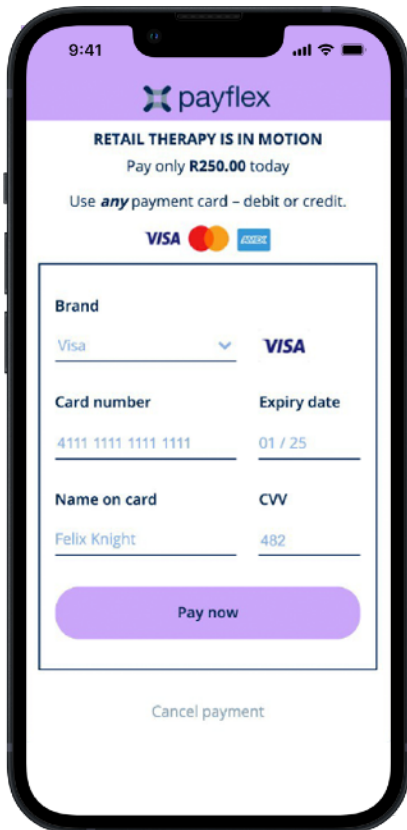 9:41
payflex
RETAIL THERAPY IS IN MOTION
Pay only R250.00 today
Use any payment card – debit or credit.
VISA AMEX
Brand
Visa VISA
Card number Expiry date
4111 1111 1111 1111 01 / 25
Name on card CVV
Felix Knight 482
Pay now
Cancel payment